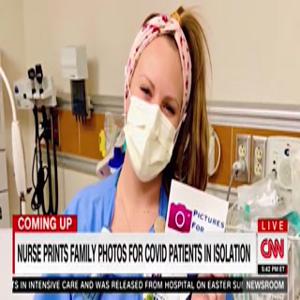 PICTURES
FOR
COMING UP
LIVE
NURSE PRINTS FAMILY PHOTOS FOR COVID PATIENTS IN ISOLATION
CNN
5:42 PM ET
TS IN INTENSIVE CARE AND WAS RELEASED FROM HOSPITAL ON EASTER SU
NEWSROOM